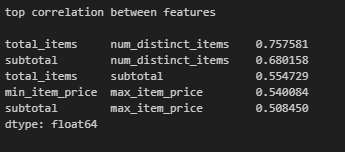 top correlation between features
total_items num_distinct_items 0.757581
subtotal num_distinct_items 0.680158
total_items subtotal 0.554729
min_item_price max_item_price 0.540084
subtotal max_item_price 0.508450
dtype: float64